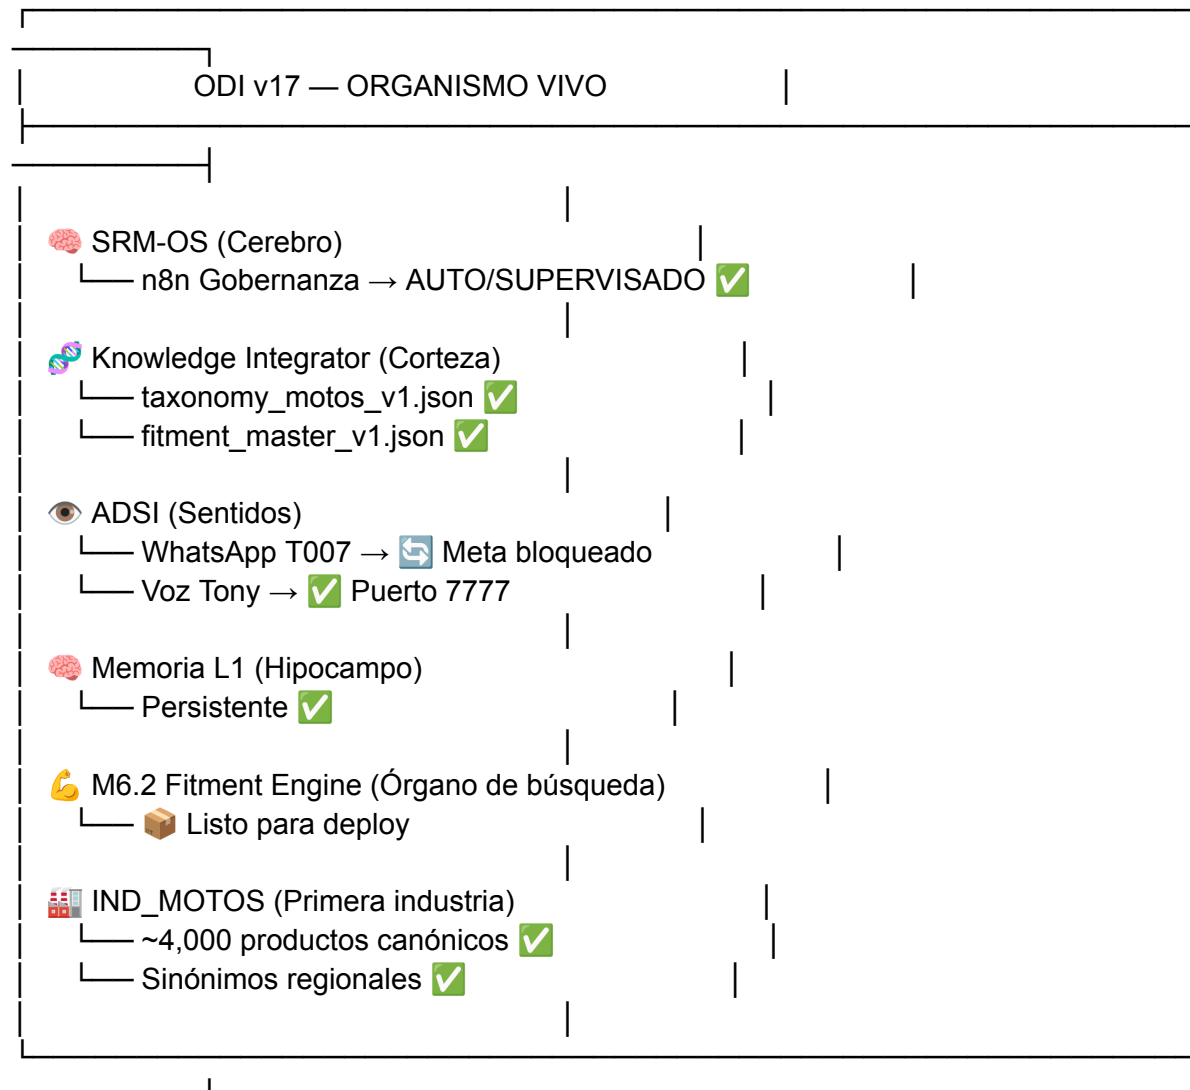 ODI v17 — ORGANISMO VIVO
🧠 SRM-OS (Cerebro)
└── n8n Gobernanza → AUTO/SUPERVISADO ✅
🧬 Knowledge Integrator (Corteza)
└── taxonomy_motos_v1.json ✅
└── fitment_master_v1.json ✅
👁️ ADSI (Sentidos)
└── WhatsApp T007 → 🔄 Meta bloqueado
└── Voz Tony → ✅ Puerto 7777
🧠 Memoria L1 (Hipocampo)
└── Persistente ✅
💪 M6.2 Fitment Engine (Órgano de búsqueda)
└── 📦 Listo para deploy
🏭 IND_MOTOS (Primera industria)
└── ~4,000 productos canónicos ✅
└── Sinónimos regionales ✅